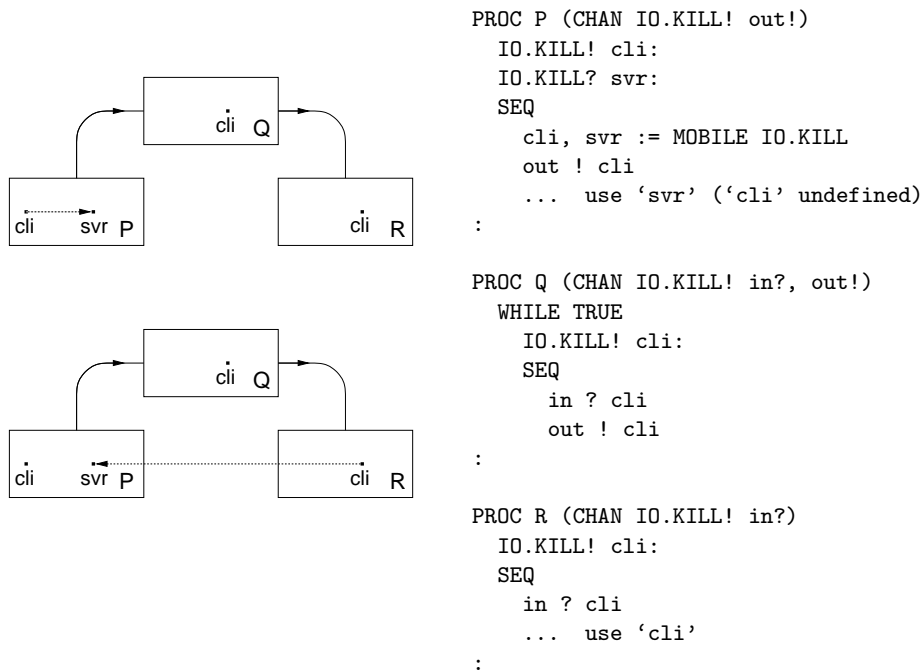 cli Q
cli svr P
cli R
cli Q
cli svr P
cli R
PROC P (CHAN IO.KILL! out!)
IO.KILL! cli:
IO.KILL? svr:
SEQ
cli, svr := MOBILE IO.KILL
out ! cli
... use ‘svr’ (‘cli’ undefined)
:
PROC Q (CHAN IO.KILL! in?, out!)
WHILE TRUE
IO.KILL! cli:
SEQ
in ? cli
out ! cli
:
PROC R (CHAN IO.KILL! in?)
IO.KILL! cli:
SEQ
in ? cli
... use ‘cli’
: